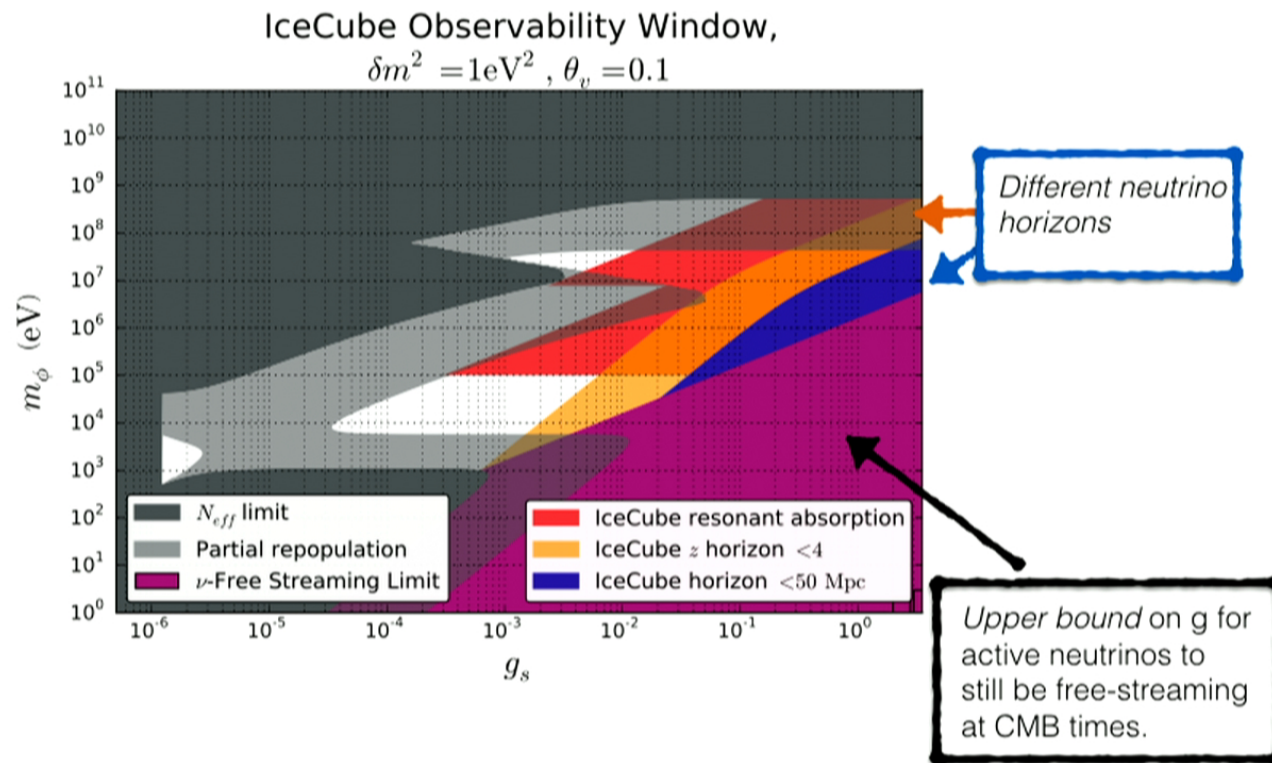 IceCube Observability Window,
δm² =1eV² , θᵥ =0.1
10¹¹
10¹⁰
10⁹
10⁸
10⁷
10⁶
10⁵
10⁴
10³
10²
10¹
10⁰
m_ϕ (eV)
10⁻⁶ 10⁻⁵ 10⁻⁴ 10⁻³ 10⁻² 10⁻¹ 10⁰
g_s
N_eff limit
Partial repopulation
ν-Free Streaming Limit
IceCube resonant absorption
IceCube z horizon <4
IceCube horizon <50 Mpc
Different neutrino
horizons
Upper bound on g for
active neutrinos to
still be free-streaming
at CMB times.